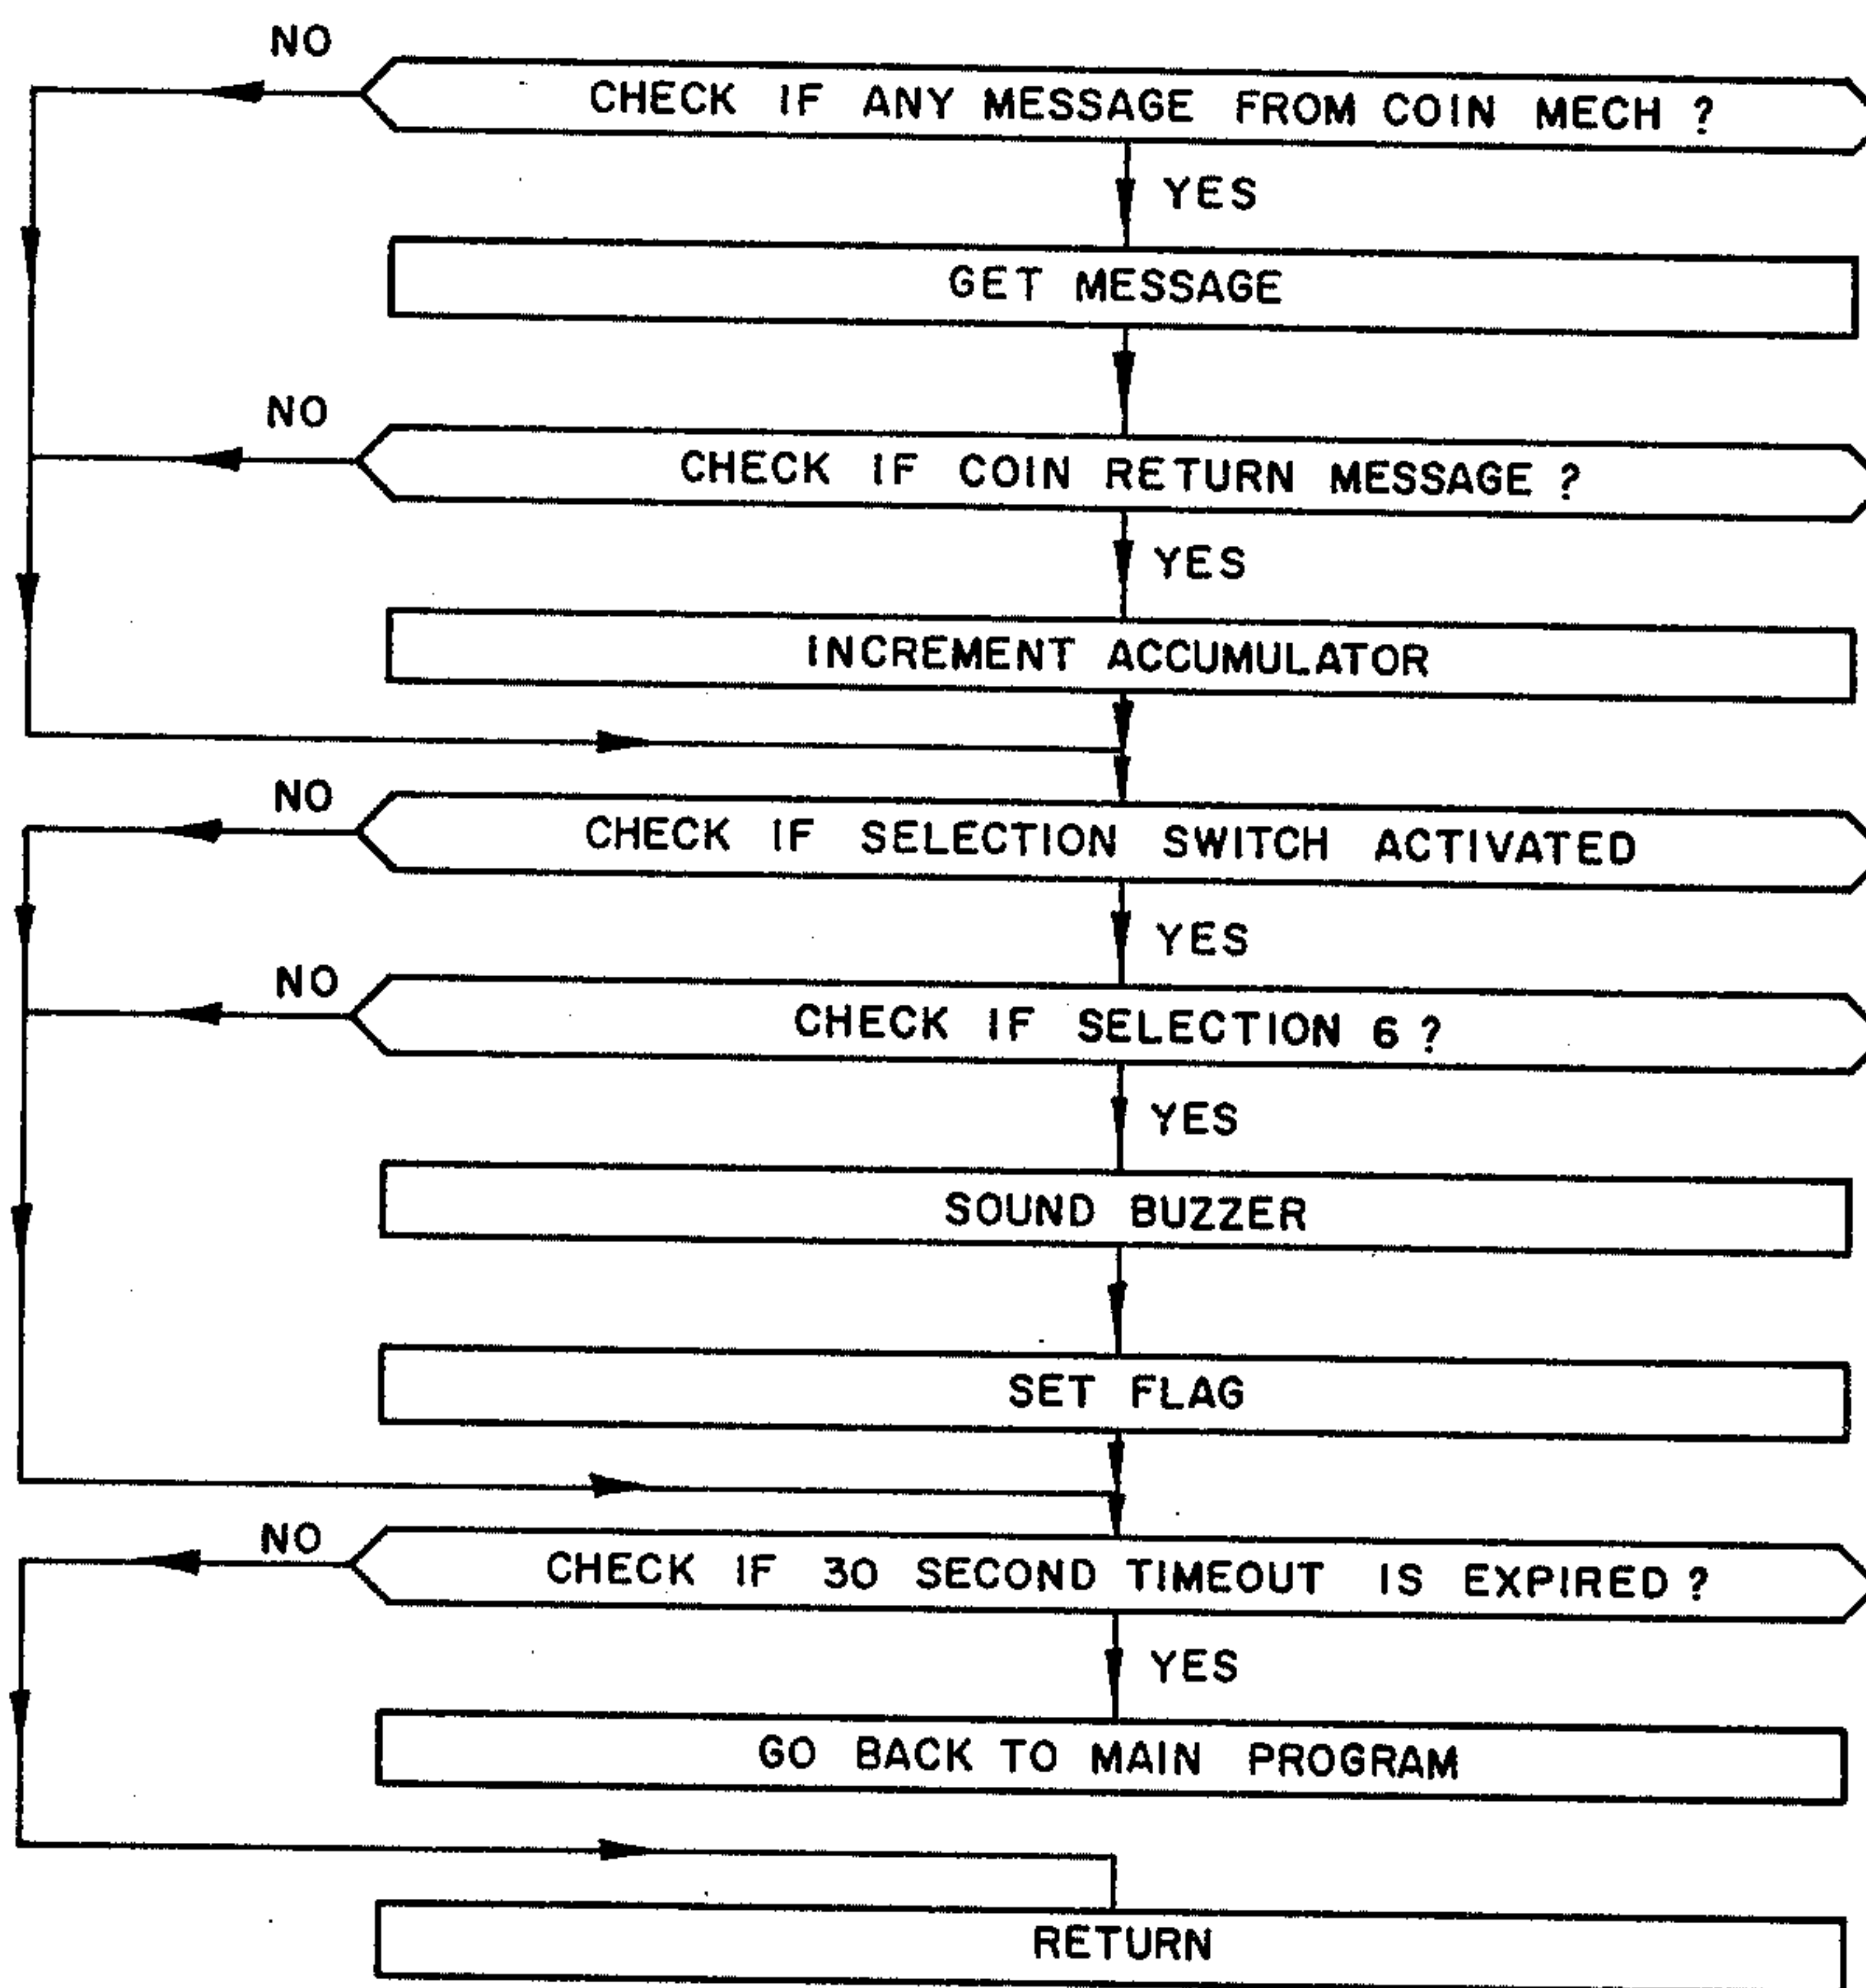 NO
CHECK IF ANY MESSAGE FROM COIN MECH ?
YES
GET MESSAGE
NO
CHECK IF COIN RETURN MESSAGE ?
YES
INCREMENT ACCUMULATOR
NO
CHECK IF SELECTION SWITCH ACTIVATED
YES
NO
CHECK IF SELECTION 6 ?
YES
SOUND BUZZER
SET FLAG
NO
CHECK IF 30 SECOND TIMEOUT IS EXPIRED ?
YES
GO BACK TO MAIN PROGRAM
RETURN